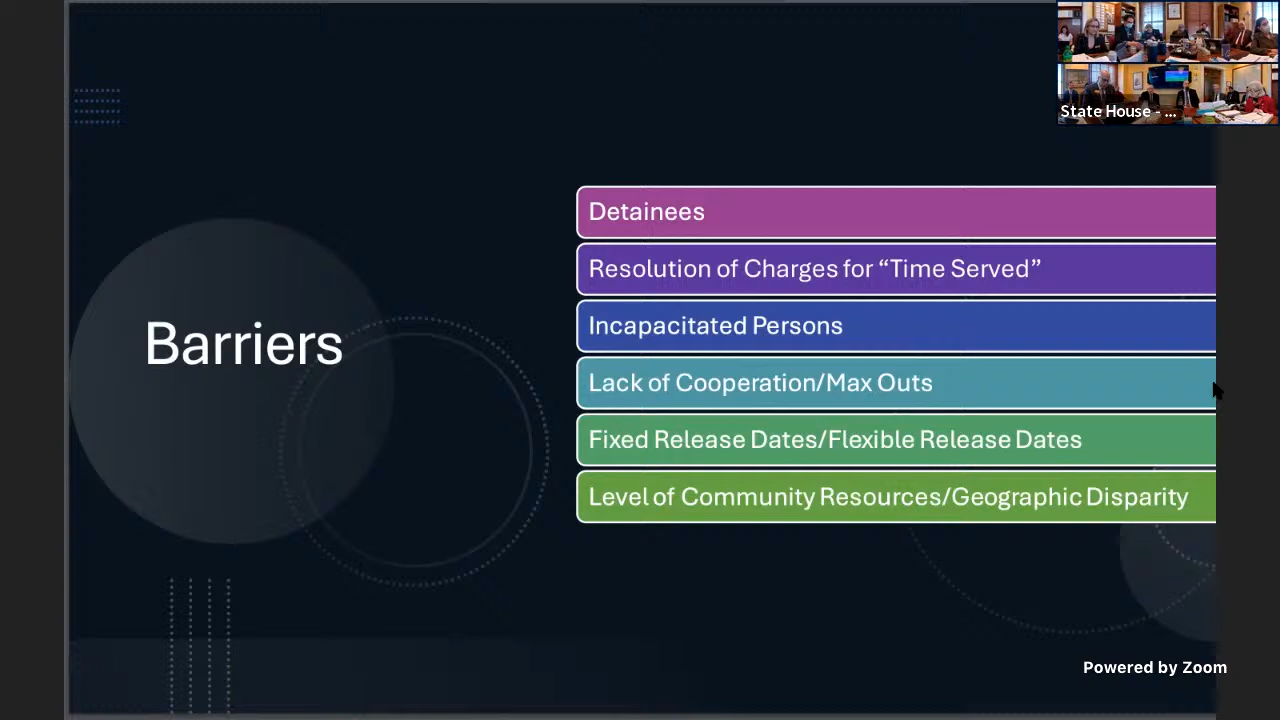 State House - ...
Barriers
Detainees
Resolution of Charges for “Time Served”
Incapacitated Persons
Lack of Cooperation/Max Outs
Fixed Release Dates/Flexible Release Dates
Level of Community Resources/Geographic Disparity
Powered by Zoom